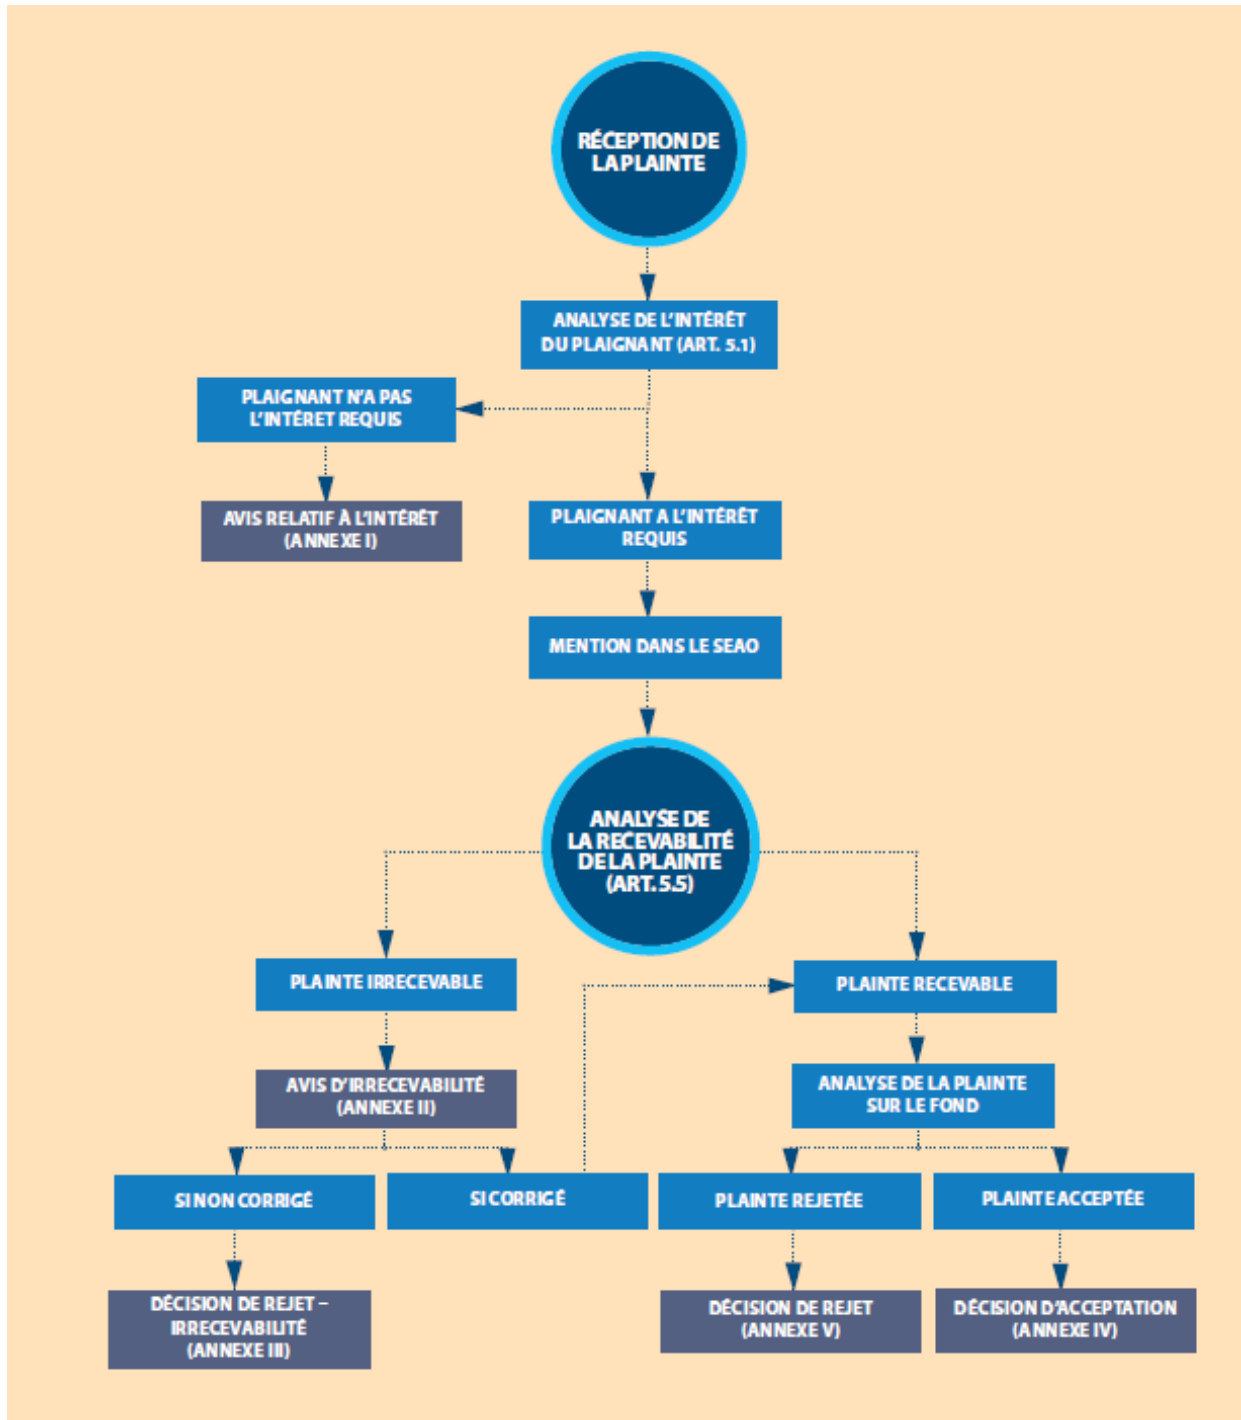 RÉCEPTION DE
LA PLAINTE
ANALYSE DE L'INTÉRÊT
DU PLAIGNANT (ART. 5.1)
PLAIGNANT N'A PAS
L'INTÉRET REQUIS
AVIS RELATIF À L'INTÉRÊT
(ANNEXE I)
PLAIGNANT A L'INTÉRÊT
REQUIS
MENTION DANS LE SEAO
ANALYSE DE
LA RECEVABILITÉ
DE LA PLAINTE
(ART. 5.5)
PLAINTE IRRECEVABLE
PLAINTE RECEVABLE
AVIS D'IRRECEVABILITÉ
(ANNEXE II)
ANALYSE DE LA PLAINTE
SUR LE FOND
SI NON CORRIGÉ
SI CORRIGÉ
PLAINTE REJETÉE
PLAINTE ACCEPTÉE
DÉCISION DE REJET –
IRRECEVABILITÉ
(ANNEXE III)
DÉCISION DE REJET
(ANNEXE V)
DÉCISION D'ACCEPTATION
(ANNEXE IV)